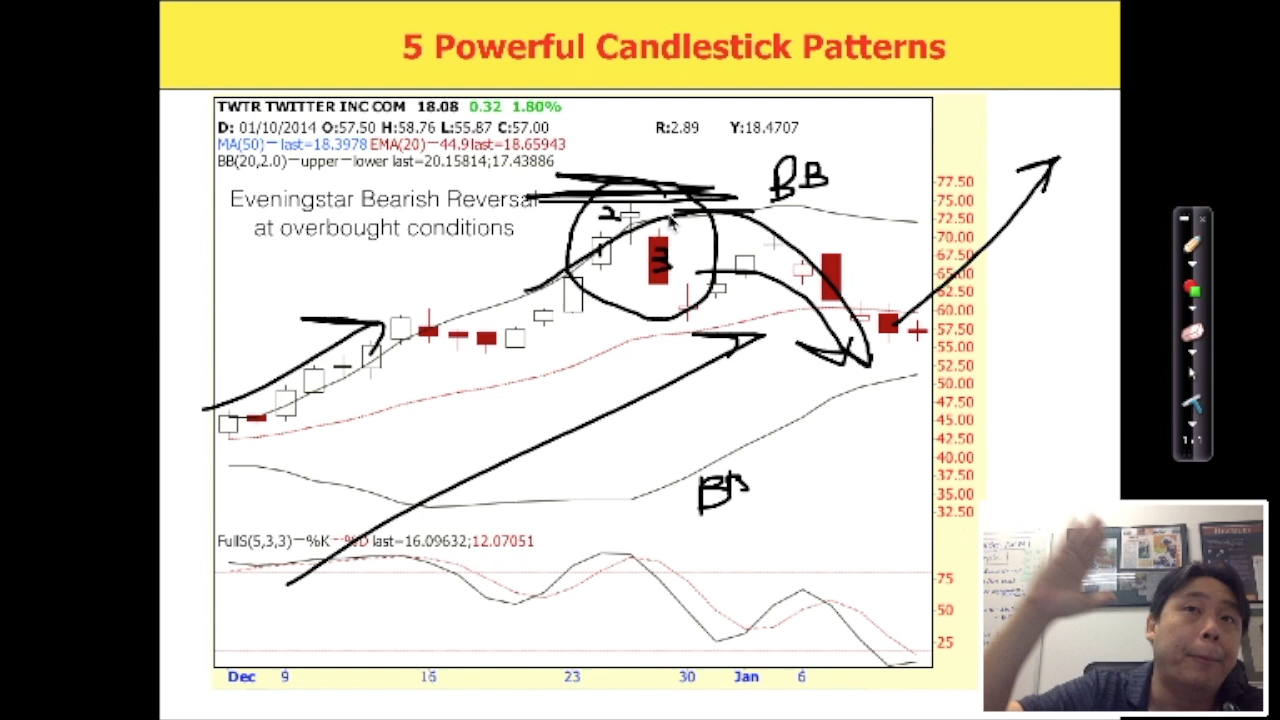 5 Powerful Candlestick Patterns
TWTR TWITTER INC COM 18.08 0.32 1.80%
D: 01/10/2014 O:57.50 H:58.76 L:55.87 C:57.00 R:2.89 Y:18.4707
MA(50)—last=18.3978 EMA(20)—44.9last=18.65943
BB(20,2.0)—upper—lower last=20.15814;17.43886
Eveningstar Bearish Reversal
at overbought conditions
BB
2
3
BB
77.50
75.00
72.50
70.00
67.50
65.00
62.50
60.00
57.50
55.00
52.50
50.00
47.50
45.00
42.50
40.00
37.50
35.00
32.50
FullS(5,3,3)—%K--%D last=16.09632;12.07051
75
50
25
Dec 9 16 23 30 Jan 6